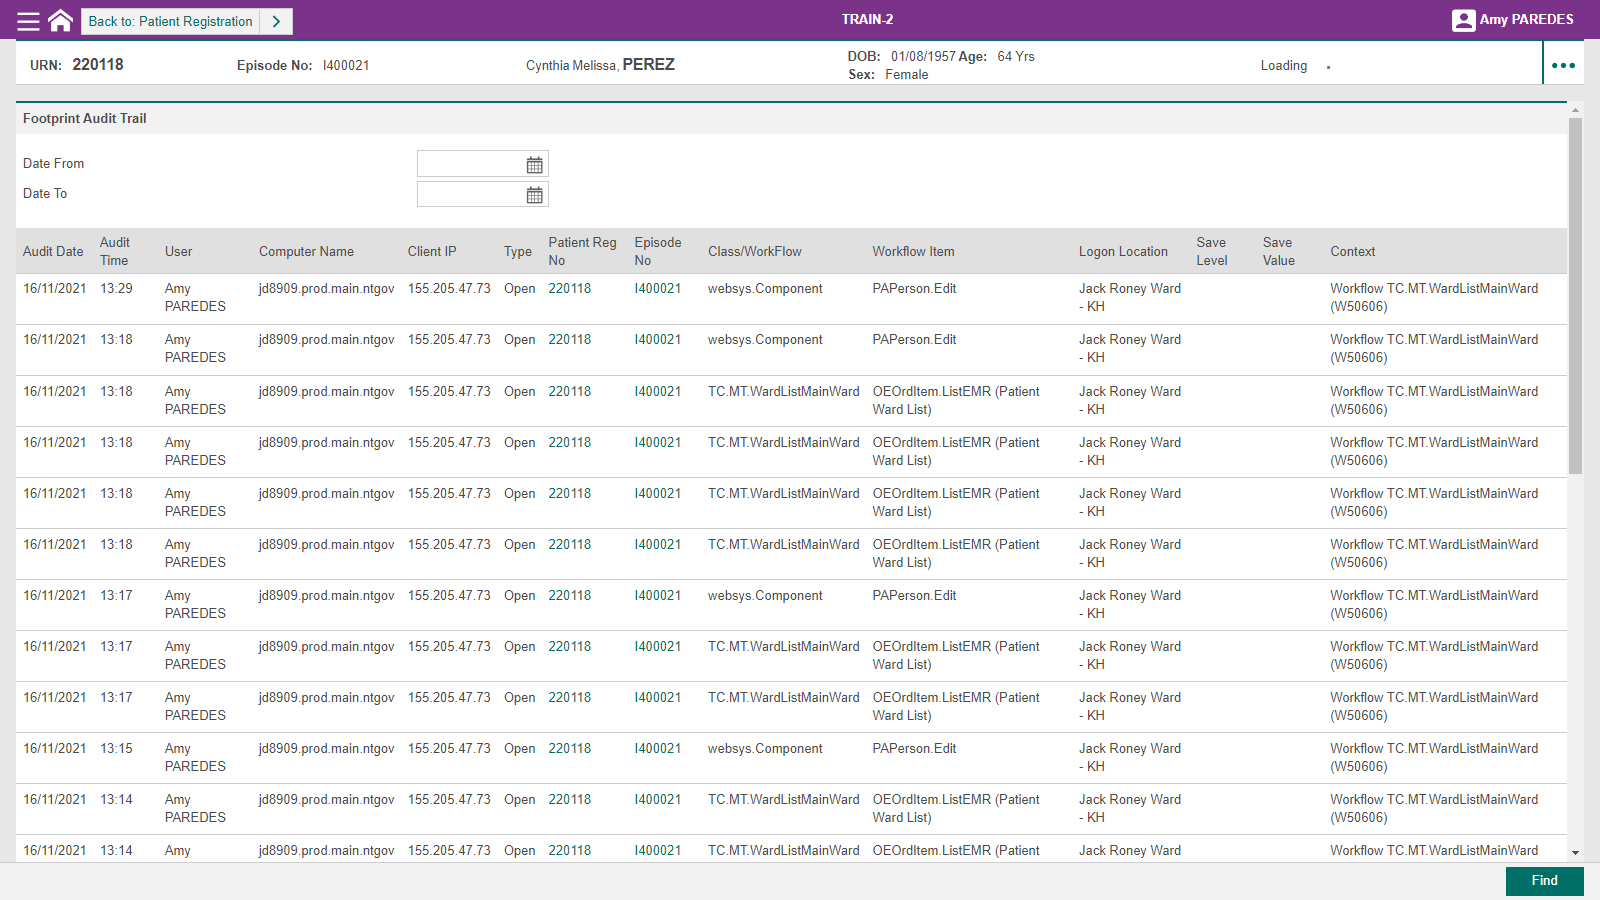 Back to: Patient Registration
TRAIN-2
Amy PAREDES
URN: 220118 Episode No: I400021 Cynthia Melissa, PEREZ DOB: 01/08/1957 Age: 64 Yrs
Sex: Female
Loading .
Footprint Audit Trail
Date From
Date To
Audit Date Audit Time User Computer Name Client IP Type Patient Reg No Episode No Class/WorkFlow Workflow Item Logon Location Save Level Save Value Context
16/11/2021 13:29 Amy PAREDES jd8909.prod.main.ntgov 155.205.47.73 Open 220118 I400021 websys.Component PAPerson.Edit Jack Roney Ward - KH Workflow TC.MT.WardListMainWard (W50606)
16/11/2021 13:18 Amy PAREDES jd8909.prod.main.ntgov 155.205.47.73 Open 220118 I400021 websys.Component PAPerson.Edit Jack Roney Ward - KH Workflow TC.MT.WardListMainWard (W50606)
16/11/2021 13:18 Amy PAREDES jd8909.prod.main.ntgov 155.205.47.73 Open 220118 I400021 TC.MT.WardListMainWard OEOrdItem.ListEMR (Patient Ward List) Jack Roney Ward - KH Workflow TC.MT.WardListMainWard (W50606)
16/11/2021 13:18 Amy PAREDES jd8909.prod.main.ntgov 155.205.47.73 Open 220118 I400021 TC.MT.WardListMainWard OEOrdItem.ListEMR (Patient Ward List) Jack Roney Ward - KH Workflow TC.MT.WardListMainWard (W50606)
16/11/2021 13:18 Amy PAREDES jd8909.prod.main.ntgov 155.205.47.73 Open 220118 I400021 TC.MT.WardListMainWard OEOrdItem.ListEMR (Patient Ward List) Jack Roney Ward - KH Workflow TC.MT.WardListMainWard (W50606)
16/11/2021 13:18 Amy PAREDES jd8909.prod.main.ntgov 155.205.47.73 Open 220118 I400021 TC.MT.WardListMainWard OEOrdItem.ListEMR (Patient Ward List) Jack Roney Ward - KH Workflow TC.MT.WardListMainWard (W50606)
16/11/2021 13:17 Amy PAREDES jd8909.prod.main.ntgov 155.205.47.73 Open 220118 I400021 websys.Component PAPerson.Edit Jack Roney Ward - KH Workflow TC.MT.WardListMainWard (W50606)
16/11/2021 13:17 Amy PAREDES jd8909.prod.main.ntgov 155.205.47.73 Open 220118 I400021 TC.MT.WardListMainWard OEOrdItem.ListEMR (Patient Ward List) Jack Roney Ward - KH Workflow TC.MT.WardListMainWard (W50606)
16/11/2021 13:17 Amy PAREDES jd8909.prod.main.ntgov 155.205.47.73 Open 220118 I400021 TC.MT.WardListMainWard OEOrdItem.ListEMR (Patient Ward List) Jack Roney Ward - KH Workflow TC.MT.WardListMainWard (W50606)
16/11/2021 13:15 Amy PAREDES jd8909.prod.main.ntgov 155.205.47.73 Open 220118 I400021 websys.Component PAPerson.Edit Jack Roney Ward - KH Workflow TC.MT.WardListMainWard (W50606)
16/11/2021 13:14 Amy PAREDES jd8909.prod.main.ntgov 155.205.47.73 Open 220118 I400021 TC.MT.WardListMainWard OEOrdItem.ListEMR (Patient Ward List) Jack Roney Ward - KH Workflow TC.MT.WardListMainWard (W50606)
16/11/2021 13:14 Amy jd8909.prod.main.ntgov 155.205.47.73 Open 220118 I400021 TC.MT.WardListMainWard OEOrdItem.ListEMR (Patient Jack Roney Ward Workflow TC.MT.WardListMainWard
Find